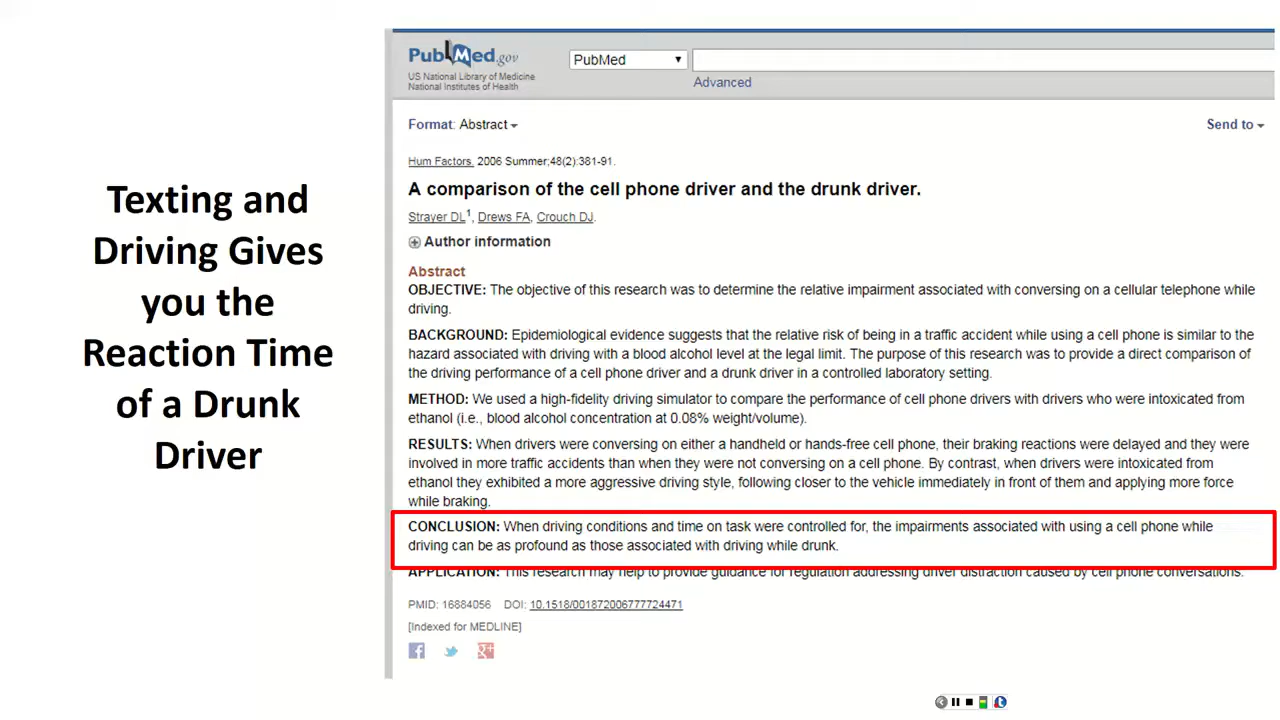 Texting and
Driving Gives
you the
Reaction Time
of a Drunk
Driver
PubMed.gov
US National Library of Medicine
National Institutes of Health
PubMed
Advanced
Format: Abstract
Send to
Hum Factors. 2006 Summer;48(2):381-91.
A comparison of the cell phone driver and the drunk driver.
Strayer DL1, Drews FA, Crouch DJ.
Author information
Abstract
OBJECTIVE: The objective of this research was to determine the relative impairment associated with conversing on a cellular telephone while
driving.
BACKGROUND: Epidemiological evidence suggests that the relative risk of being in a traffic accident while using a cell phone is similar to the
hazard associated with driving with a blood alcohol level at the legal limit. The purpose of this research was to provide a direct comparison of
the driving performance of a cell phone driver and a drunk driver in a controlled laboratory setting.
METHOD: We used a high-fidelity driving simulator to compare the performance of cell phone drivers with drivers who were intoxicated from
ethanol (i.e., blood alcohol concentration at 0.08% weight/volume).
RESULTS: When drivers were conversing on either a handheld or hands-free cell phone, their braking reactions were delayed and they were
involved in more traffic accidents than when they were not conversing on a cell phone. By contrast, when drivers were intoxicated from
ethanol they exhibited a more aggressive driving style, following closer to the vehicle immediately in front of them and applying more force
while braking.
CONCLUSION: When driving conditions and time on task were controlled for, the impairments associated with using a cell phone while
driving can be as profound as those associated with driving while drunk.
APPLICATION: This research may help to provide guidance for regulation addressing driver distraction caused by cell phone conversations.
PMID: 16884056 DOI: 10.1518/001872006777724471
[Indexed for MEDLINE]